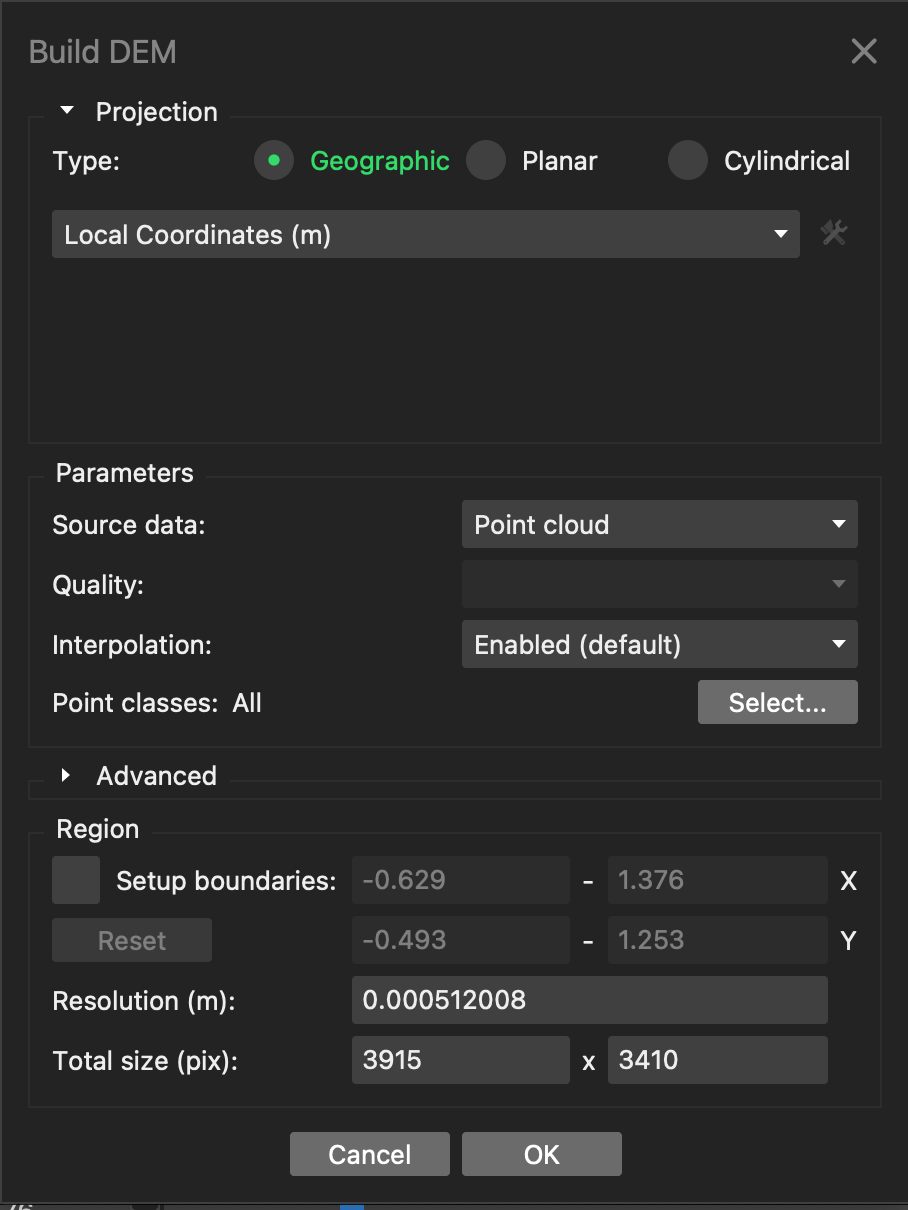 Build DEM
Projection
Type: Geographic Planar Cylindrical
Local Coordinates (m)
Parameters
Source data: Point cloud
Quality:
Interpolation: Enabled (default)
Point classes: All Select...
Advanced
Region
Setup boundaries: -0.629 - 1.376 X
Reset -0.493 - 1.253 Y
Resolution (m): 0.000512008
Total size (pix): 3915 x 3410
Cancel OK